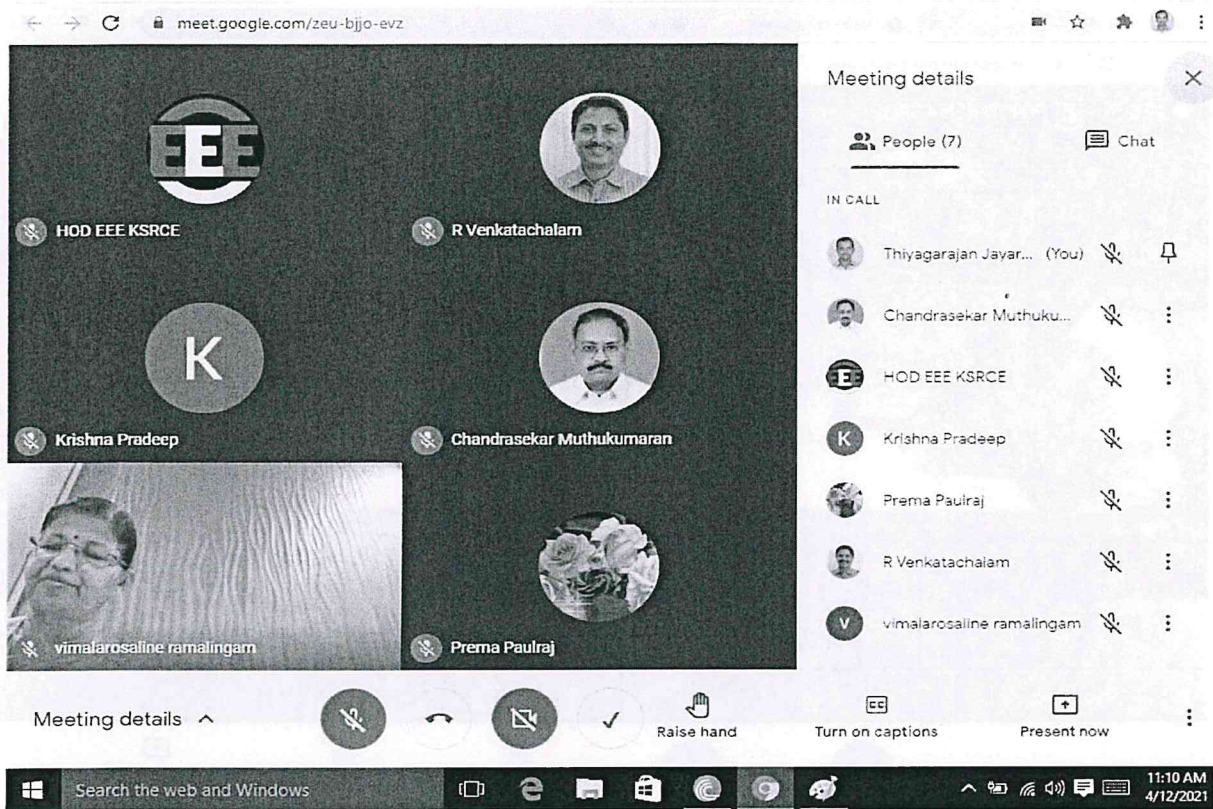 meet.google.com/zeu-bjjo-evz
EEE
HOD EEE KSRCE
R Venkatachalam
K
Krishna Pradeep
Chandrasekar Muthukumaran
vimalarosaline ramalingam
Prema Paulraj
Meeting details
People (7)
Chat
IN CALL
Thiyagarajan Jayar... (You)
Chandrasekar Muthuku...
EEE
HOD EEE KSRCE
K
Krishna Pradeep
Prema Paulraj
R Venkatachalam
V
vimalarosaline ramalingam
Meeting details
Raise hand
CC
Turn on captions
Present now
Search the web and Windows
11:10 AM
4/12/2021